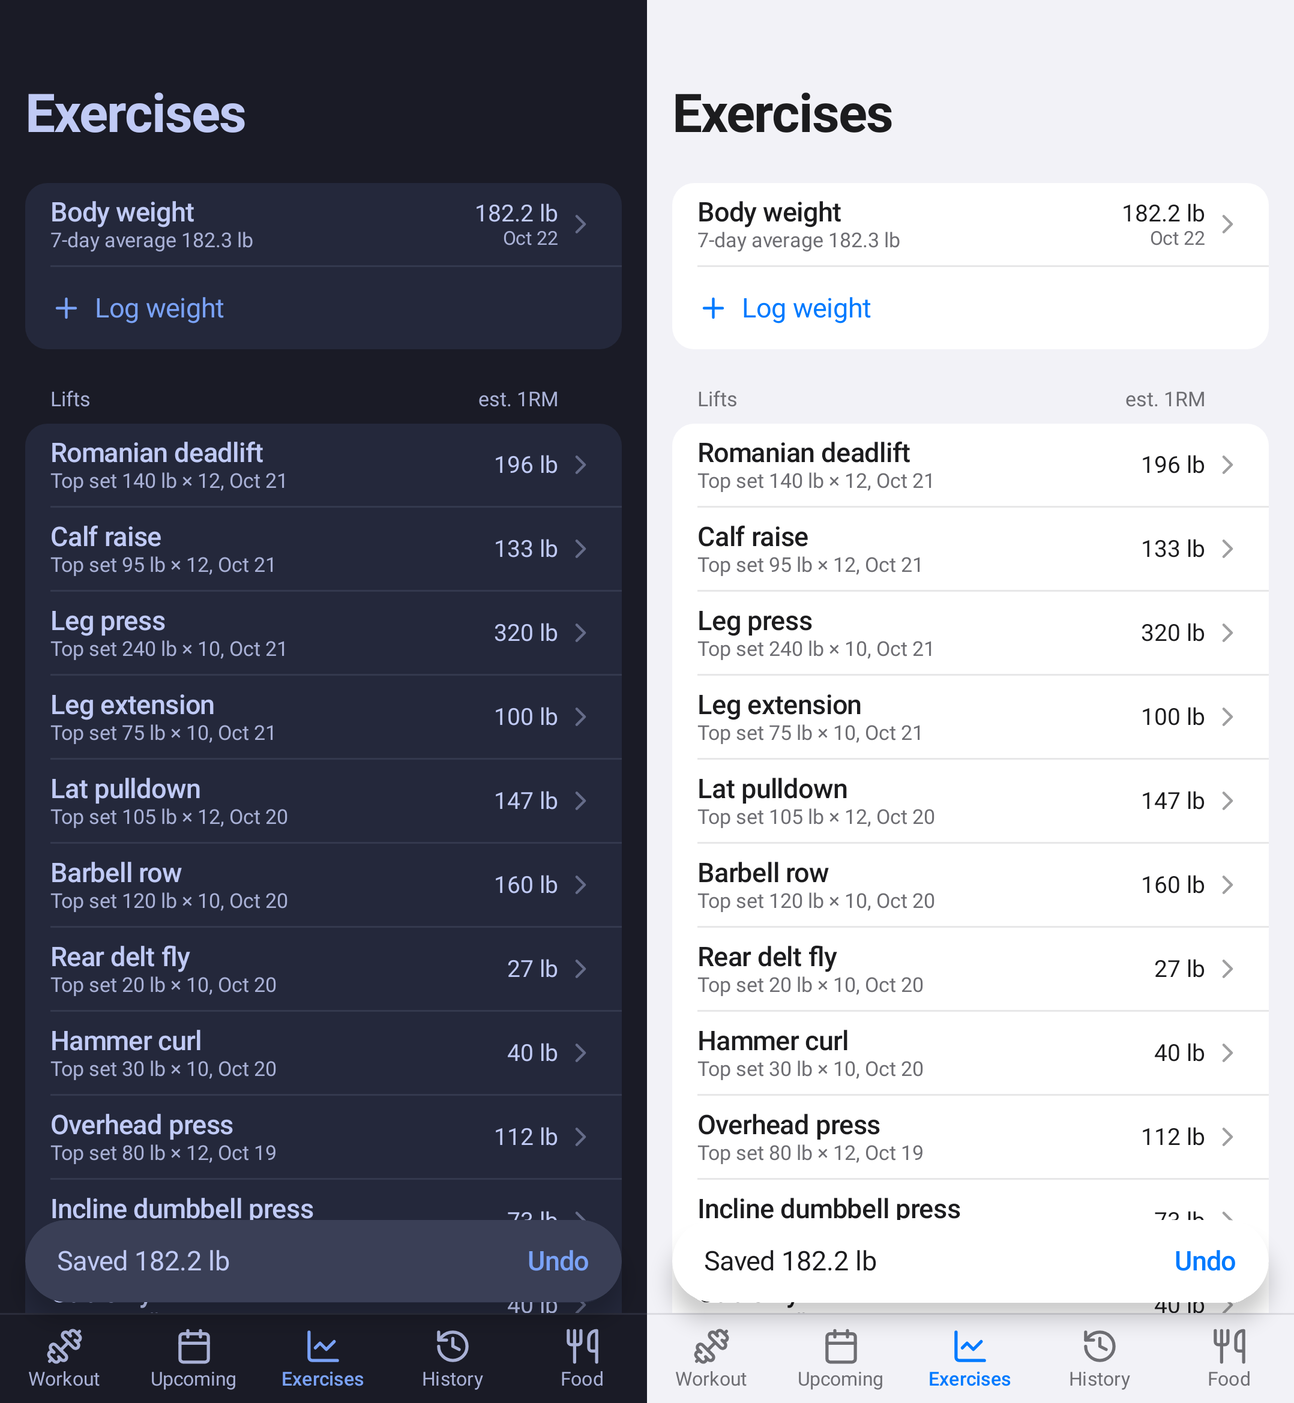 Exercises
Body weight
182.2 lb
7-day average 182.3 lb
Oct 22
Log weight
Lifts
est. 1RM
Romanian deadlift
196 lb
Top set 140 lb × 12, Oct 21
Calf raise
133 lb
Top set 95 lb × 12, Oct 21
Leg press
320 lb
Top set 240 lb × 10, Oct 21
Leg extension
100 lb
Top set 75 lb × 10, Oct 21
Lat pulldown
147 lb
Top set 105 lb × 12, Oct 20
Barbell row
160 lb
Top set 120 lb × 10, Oct 20
Rear delt fly
27 lb
Top set 20 lb × 10, Oct 20
Hammer curl
40 lb
Top set 30 lb × 10, Oct 20
Overhead press
112 lb
Top set 80 lb × 12, Oct 19
Incline dumbbell press
73 lb
Saved 182.2 lb
Undo
40 lb
Workout
Upcoming
Exercises
History
Food
Exercises
Body weight
182.2 lb
7-day average 182.3 lb
Oct 22
Log weight
Lifts
est. 1RM
Romanian deadlift
196 lb
Top set 140 lb × 12, Oct 21
Calf raise
133 lb
Top set 95 lb × 12, Oct 21
Leg press
320 lb
Top set 240 lb × 10, Oct 21
Leg extension
100 lb
Top set 75 lb × 10, Oct 21
Lat pulldown
147 lb
Top set 105 lb × 12, Oct 20
Barbell row
160 lb
Top set 120 lb × 10, Oct 20
Rear delt fly
27 lb
Top set 20 lb × 10, Oct 20
Hammer curl
40 lb
Top set 30 lb × 10, Oct 20
Overhead press
112 lb
Top set 80 lb × 12, Oct 19
Incline dumbbell press
73 lb
Saved 182.2 lb
Undo
40 lb
Workout
Upcoming
Exercises
History
Food